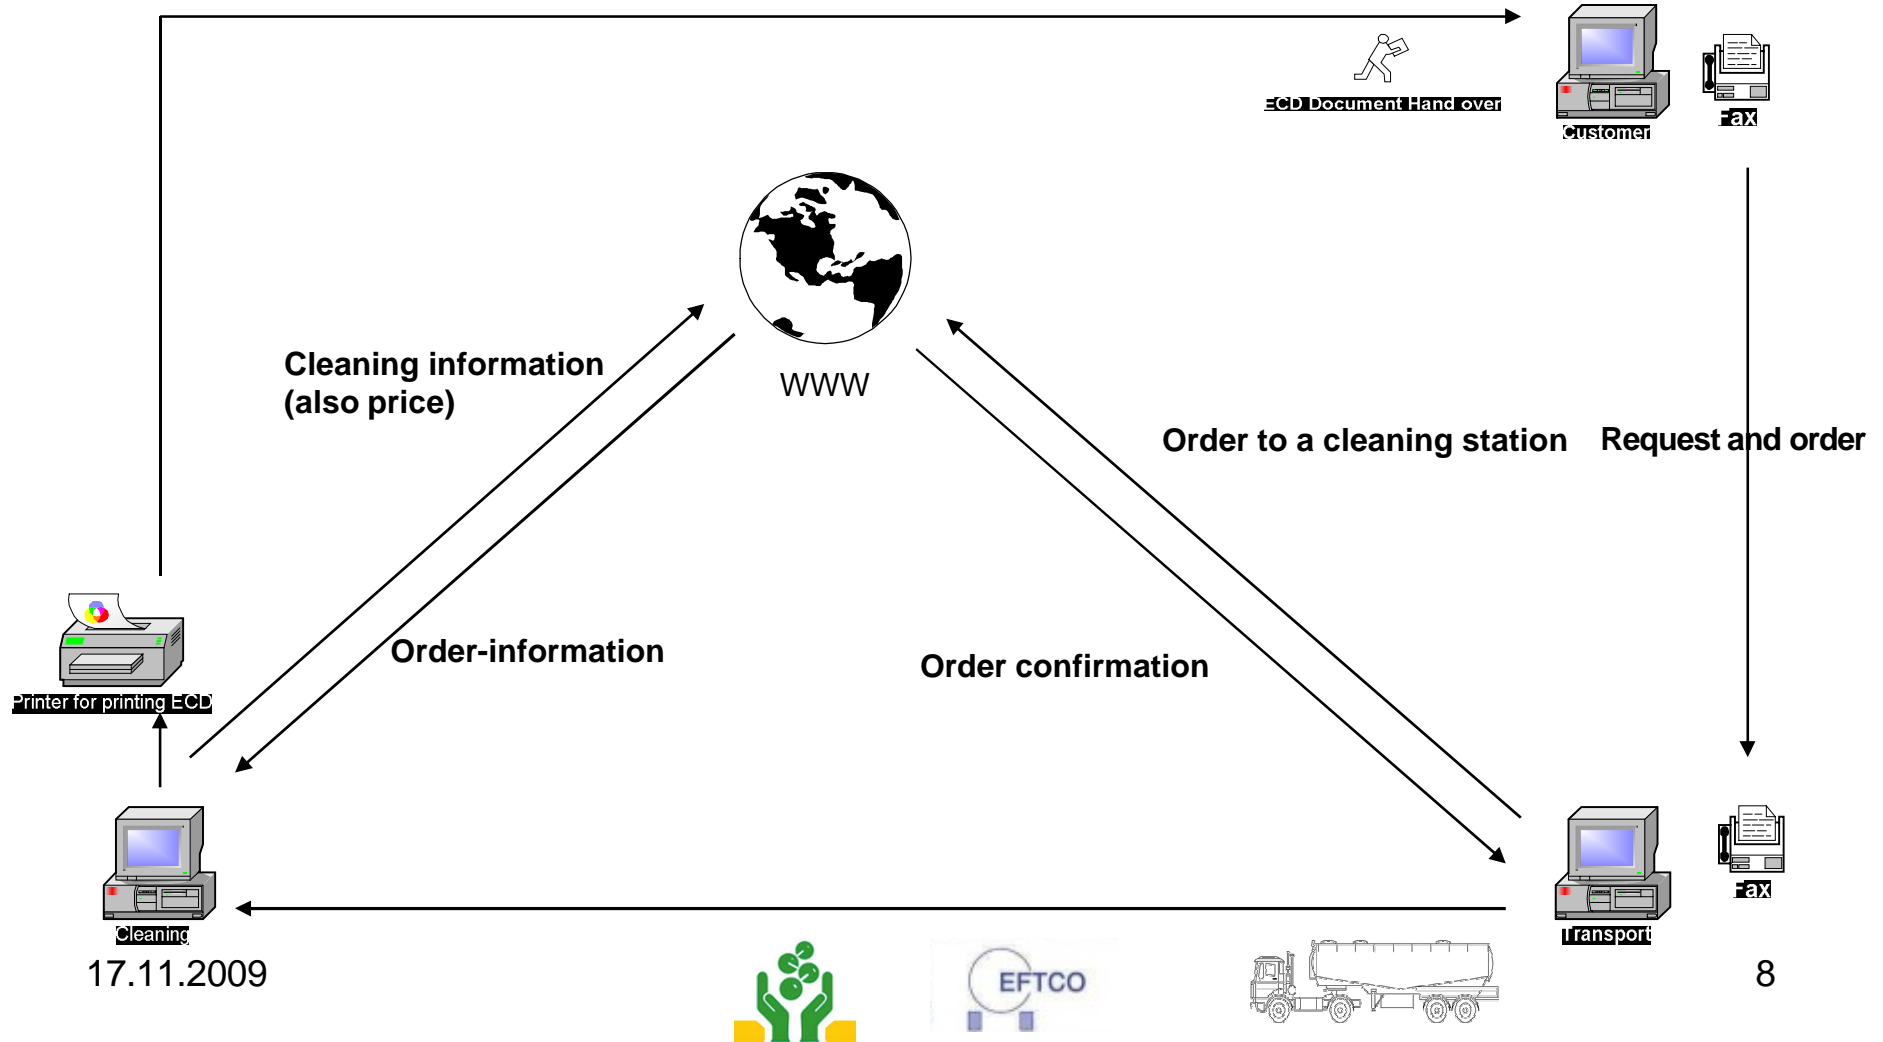 ECD Document Hand over
Customer
Fax
Cleaning information
(also price)
WWW
Order to a cleaning station
Request and order
Order-information
Order confirmation
Printer for printing ECD
Cleaning
Transport
Fax
17.11.2009
EFTCO
8